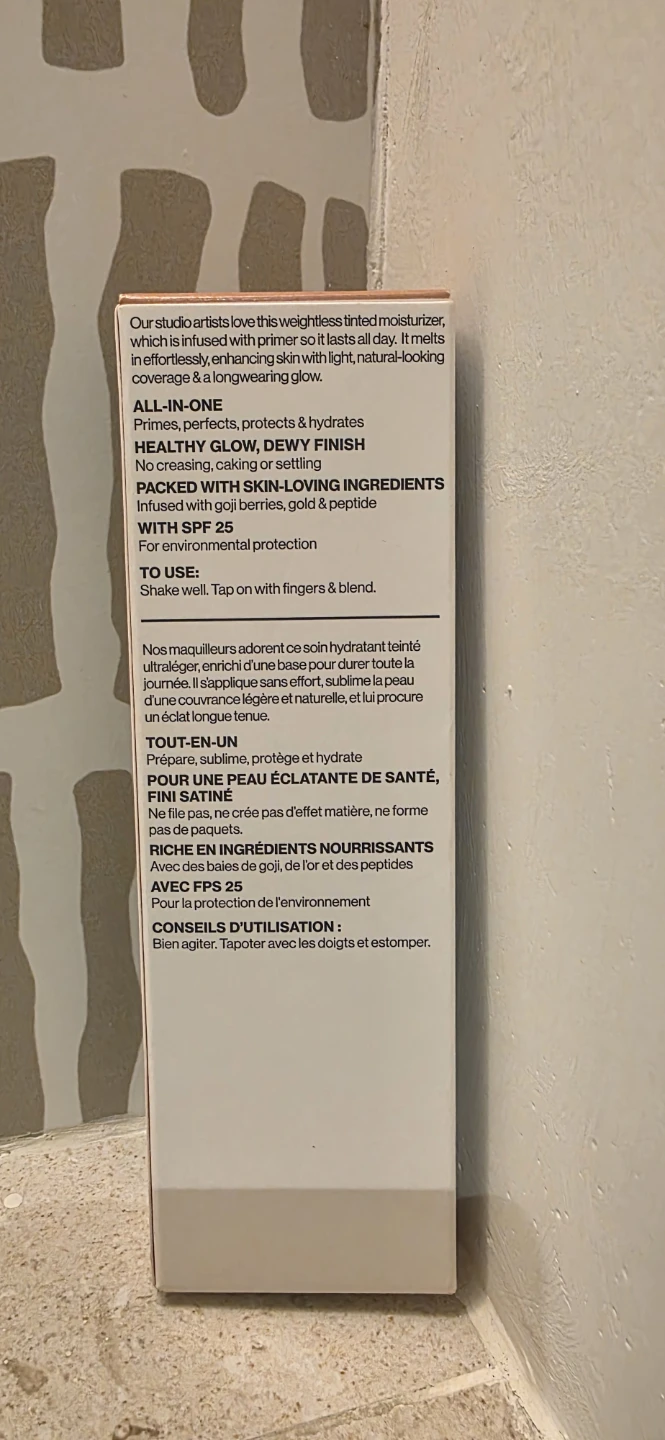 Our studio artists love this weightless tinted moisturizer,
which is infused with primer so it lasts all day. It melts
in effortlessly, enhancing skin with light, natural-looking
coverage & a longwearing glow.
ALL-IN-ONE
Primes, perfects, protects & hydrates
HEALTHY GLOW, DEWY FINISH
No creasing, caking or settling
PACKED WITH SKIN-LOVING INGREDIENTS
Infused with goji berries, gold & peptide
WITH SPF 25
For environmental protection
TO USE:
Shake well. Tap on with fingers & blend.
Nos maquilleurs adorent ce soin hydratant teinté
ultraléger, enrichi d'une base pour durer toute la
journée. Il s'applique sans effort, sublime la peau
d'une couvrance légère et naturelle, et lui procure
un éclat longue tenue.
TOUT-EN-UN
Prépare, sublime, protège et hydrate
POUR UNE PEAU ÉCLATANTE DE SANTÉ,
FINI SATINÉ
Ne file pas, ne crée pas d'effet matière, ne forme
pas de paquets.
RICHE EN INGRÉDIENTS NOURRISSANTS
Avec des baies de goji, de l'or et des peptides
AVEC FPS 25
Pour la protection de l'environnement
CONSEILS D'UTILISATION :
Bien agiter. Tapoter avec les doigts et estomper.